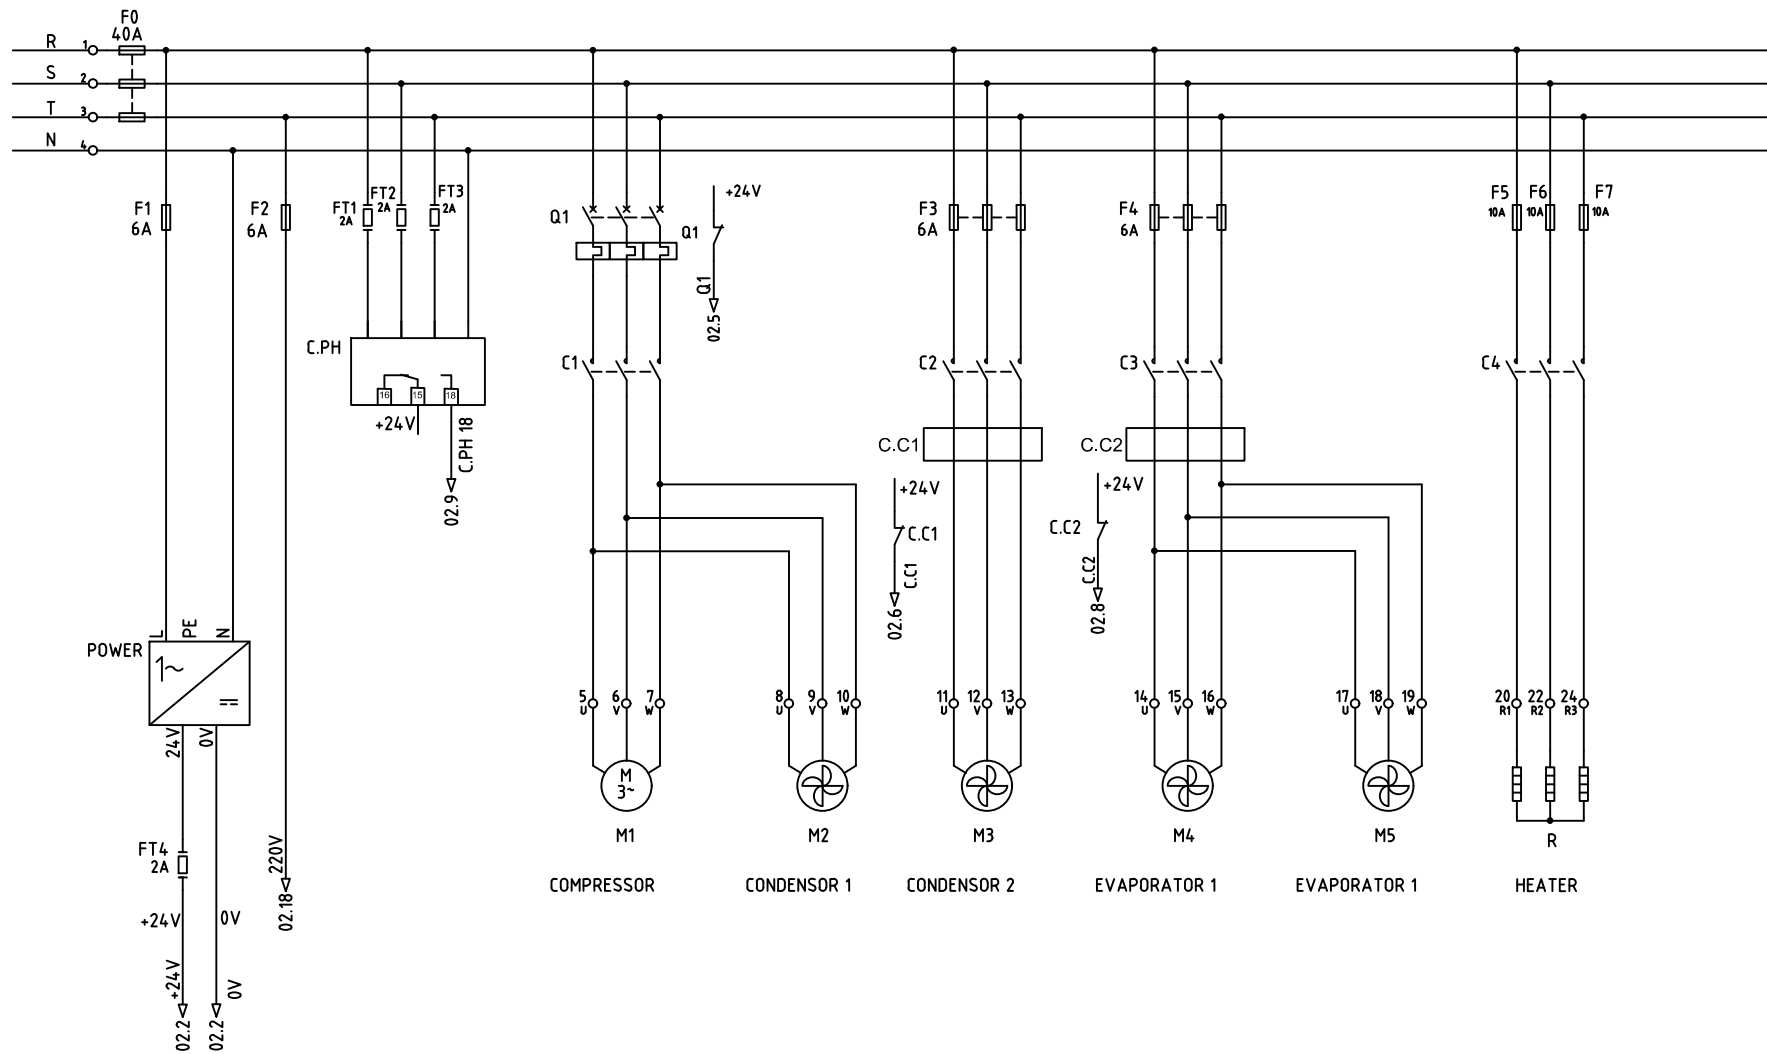 F0
40A
R 1
S 2
T 3
N 4
F1
6A
F2
6A
FT1
2A
FT2
2A
FT3
2A
Q1
Q1
+24V
Q1
02.5
F3
6A
F4
6A
F5
10A
F6
10A
F7
10A
C.PH
16 15 18
+24V
C.PH 18
02.9
C1
C2
C3
C4
C.C1
+24V
C.C1
C.C1
02.6
C.C2
+24V
C.C2
C.C2
02.8
POWER
L PE N
1~
24V 0V
5 6 7
U V W
8 9 10
U V W
11 12 13
U V W
14 15 16
U V W
17 18 19
U V W
20 22 24
R1 R2 R3
M
3~
M1
M2
M3
M4
M5
R
COMPRESSOR
CONDENSOR 1
CONDENSOR 2
EVAPORATOR 1
EVAPORATOR 1
HEATER
FT4
2A
220V
02.18
+24V
0V
+24V
0V
02.2
02.2